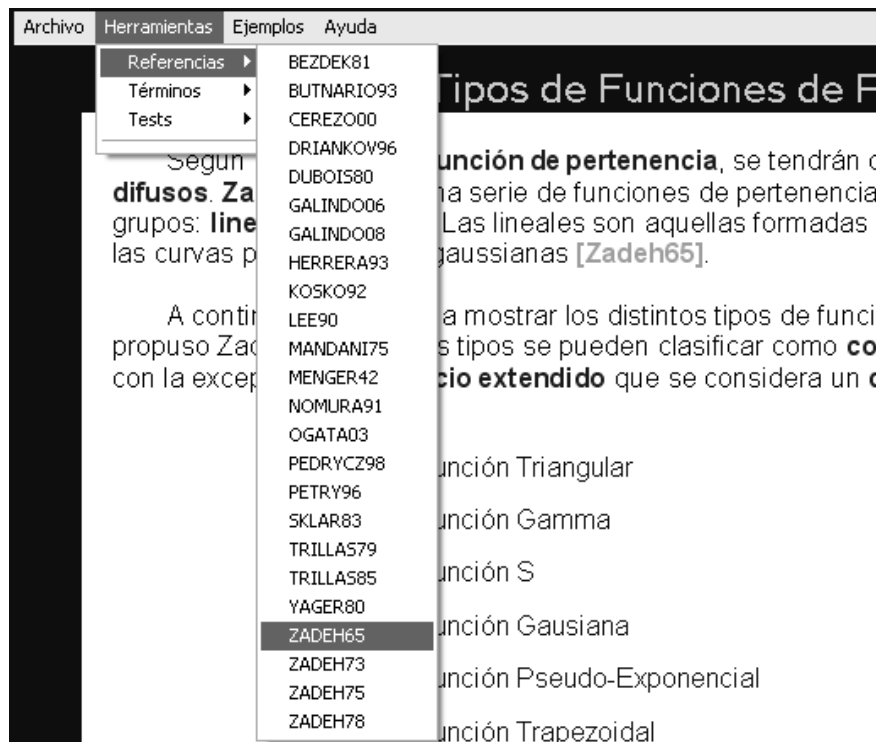 Archivo Herramientas Ejemplos Ayuda
Referencias
Términos
Tests
BEZDEK81
BUTNARIO93
CEREZO00
DRIANKOV96
DUBOIS80
GALINDO06
GALINDO08
HERRERA93
KOSKO92
LEE90
MANDANI75
MENGER42
NOMURA91
OGATA03
PEDRYCZ98
PETRY96
SKLAR83
TRILLAS79
TRILLAS85
YAGER80
ZADEH65
ZADEH73
ZADEH75
ZADEH78
Tipos de Funciones de F
Según unción de pertenencia, se tendrán
difusos. Za a serie de funciones de pertenencia
grupos: line Las lineales son aquellas formadas
las curvas p gaussianas [Zadeh65].
A contin a mostrar los distintos tipos de funci
propuso Zad s tipos se pueden clasificar como co
con la excep cio extendido que se considera un
unción Triangular
unción Gamma
unción S
unción Gausiana
unción Pseudo-Exponencial
unción Trapezoidal